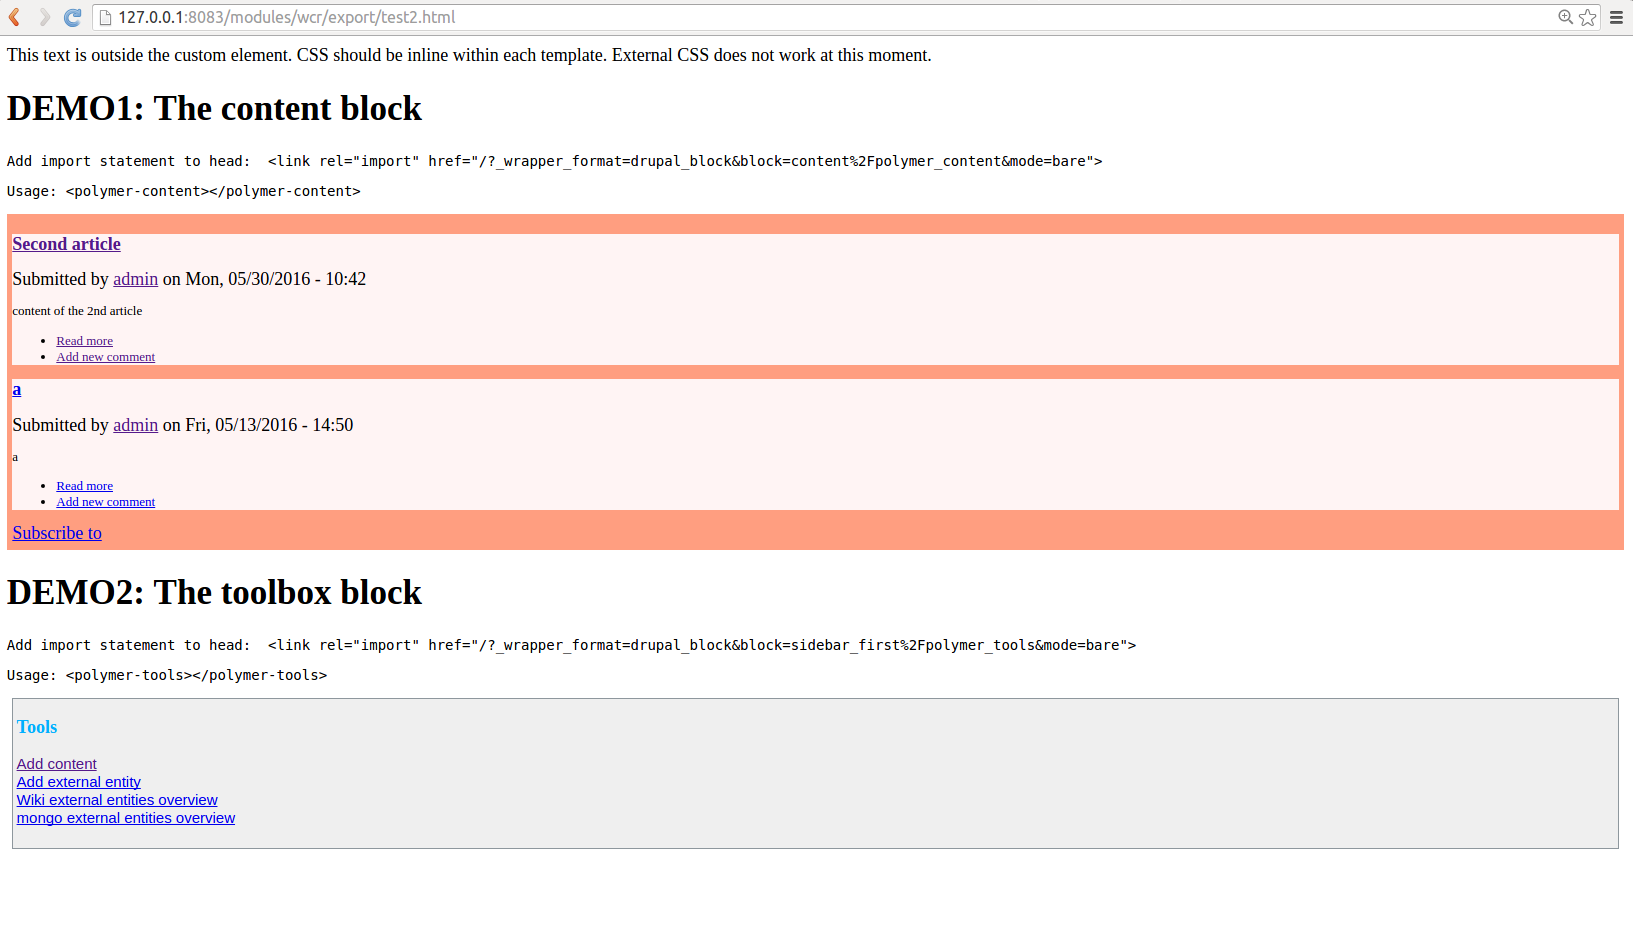 127.0.0.1:8083/modules/wcr/export/test2.html
This text is outside the custom element. CSS should be inline within each template. External CSS does not work at this moment.
DEMO1: The content block
Add import statement to head:  <link rel="import" href="/?_wrapper_format=drupal_block&block=content%2Fpolymer_content&mode=bare">
Usage: <polymer-content></polymer-content>
Second article
Submitted by admin on Mon, 05/30/2016 - 10:42
content of the 2nd article
Read more
Add new comment
a
Submitted by admin on Fri, 05/13/2016 - 14:50
a
Read more
Add new comment
Subscribe to
DEMO2: The toolbox block
Add import statement to head:  <link rel="import" href="/?_wrapper_format=drupal_block&block=sidebar_first%2Fpolymer_tools&mode=bare">
Usage: <polymer-tools></polymer-tools>
Tools
Add content
Add external entity
Wiki external entities overview
mongo external entities overview